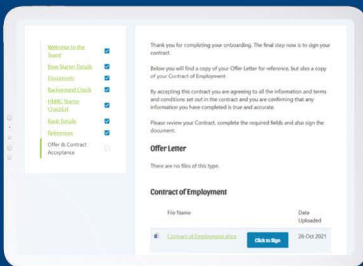 Welcome to the
Team!
New Starter Details
Documents
Background Check
HMRC Starter
Checklist
Bank Details
References
Offer & Contract
Acceptance
Thank you for completing your onboarding. The final step now is to sign your
contract.
Below you will find a copy of your Offer Letter for reference, but also a copy
of your Contract of Employment.
By accepting this contract you are agreeing to all the information and terms
and conditions set out in the contract and you are confirming that any
information you have completed is true and accurate.
Please review your Contract, complete the required fields and also sign the
document.
Offer Letter
There are no files of this type.
Contract of Employment
File Name
Date
Uploaded
Contract of Employment
Click to Sign
26 Oct 2021